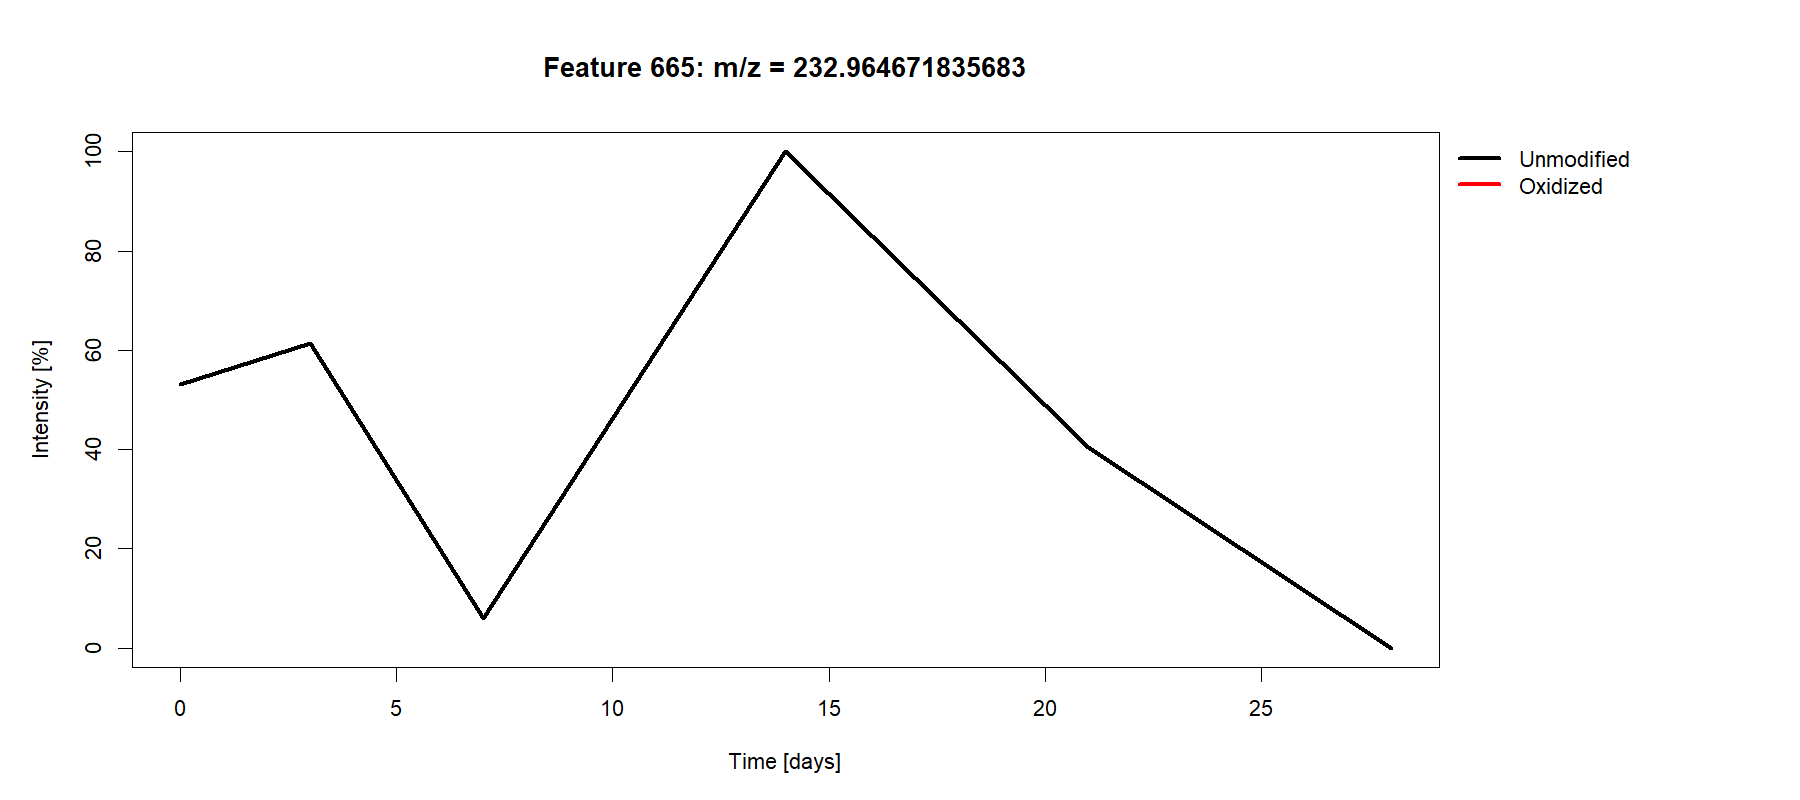 Feature 665: m/z = 232.964671835683
Unmodified
Oxidized
Intensity [%]
100
80
60
40
20
0
0 5 10 15 20 25
Time [days]